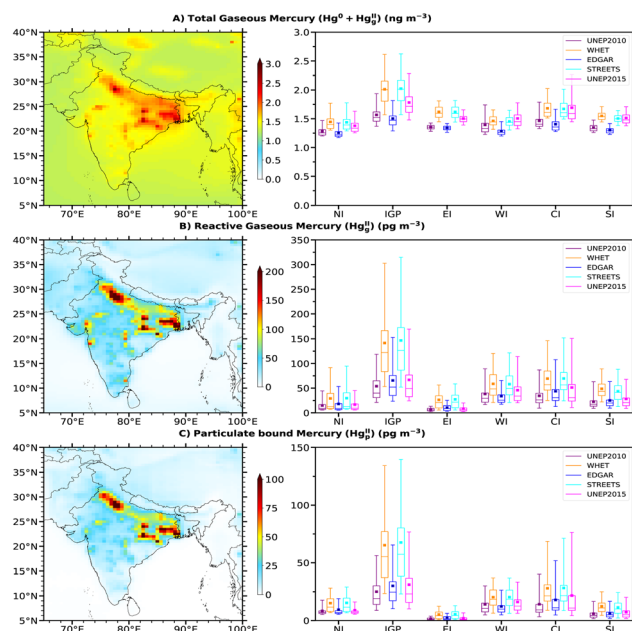 A) Total Gaseous Mercury (Hg⁰ + Hgᴵᴵg) (ng m⁻³)
40°N
35°N
30°N
25°N
20°N
15°N
10°N
5°N
70°E 80°E 90°E 100°E
3.0
2.5
2.0
1.5
1.0
0.5
0.0
3.0
2.5
2.0
1.5
1.0
0.5
0.0
NI IGP EI WI CI SI
UNEP2010
WHET
EDGAR
STREETS
UNEP2015
B) Reactive Gaseous Mercury (Hgᴵᴵg) (pg m⁻³)
40°N
35°N
30°N
25°N
20°N
15°N
10°N
5°N
70°E 80°E 90°E 100°E
200
150
100
50
0
350
300
250
200
150
100
50
0
NI IGP EI WI CI SI
UNEP2010
WHET
EDGAR
STREETS
UNEP2015
C) Particulate bound Mercury (Hgᴵᴵp) (pg m⁻³)
40°N
35°N
30°N
25°N
20°N
15°N
10°N
5°N
70°E 80°E 90°E 100°E
100
75
50
25
0
150
100
50
0
NI IGP EI WI CI SI
UNEP2010
WHET
EDGAR
STREETS
UNEP2015